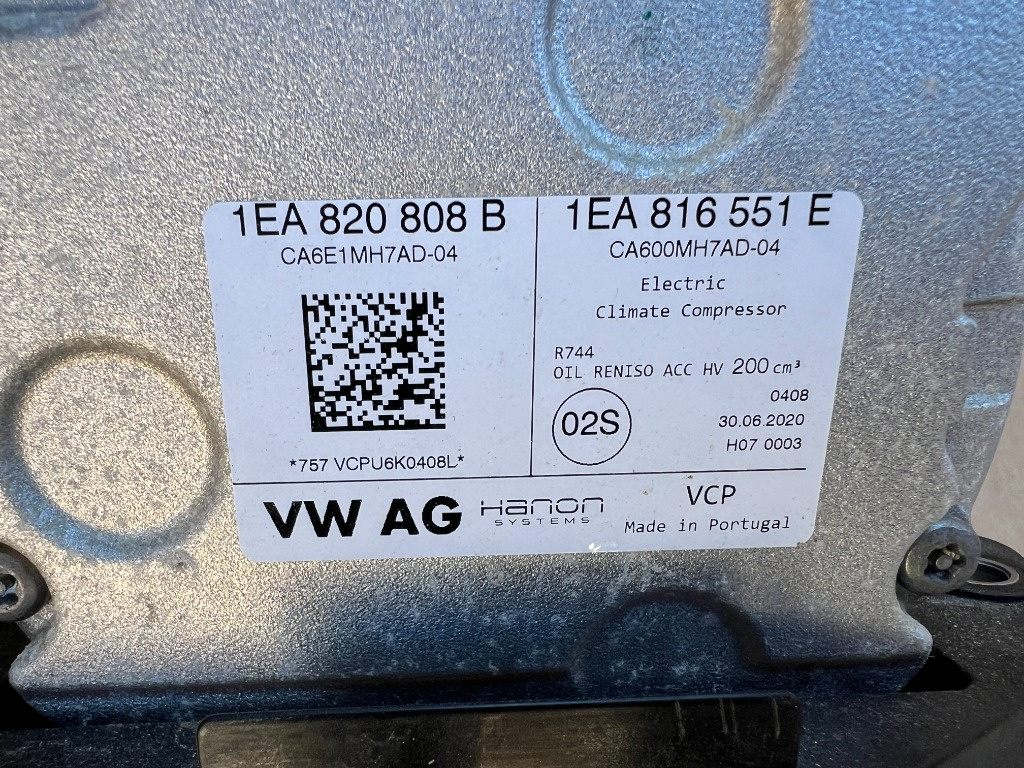 1EA 820 808 B
CA6E1MH7AD-04
*757 VCPU6K0408L*
1EA 816 551 E
CA600MH7AD-04
Electric
Climate Compressor
R744
OIL RENISO ACC HV 200 cm³
0408
02S
30.06.2020
H07 0003
VW AG
Hanon
SYSTEMS
VCP
Made in Portugal